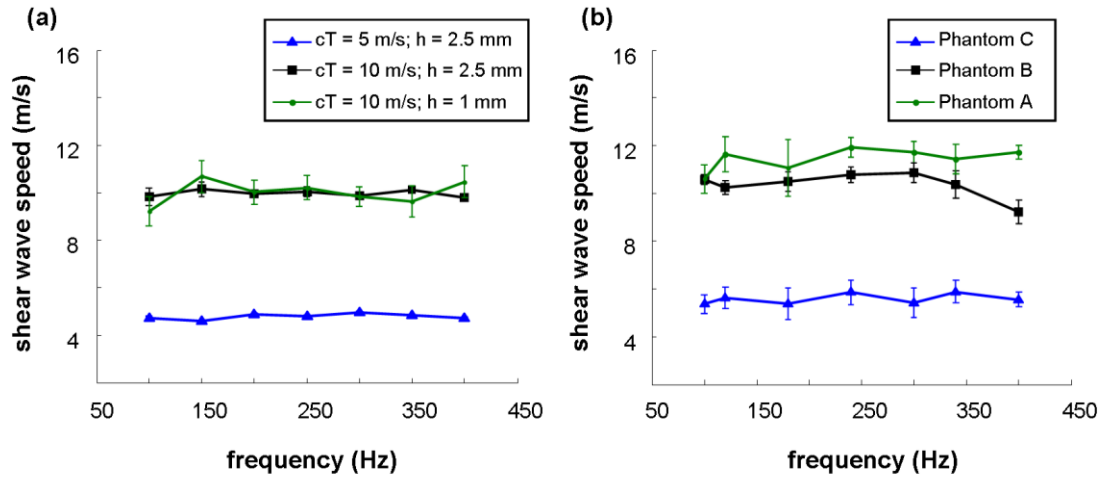 (a)
cT = 5 m/s; h = 2.5 mm
cT = 10 m/s; h = 2.5 mm
cT = 10 m/s; h = 1 mm
shear wave speed (m/s)
16
12
8
4
50
150
250
350
450
frequency (Hz)
(b)
Phantom C
Phantom B
Phantom A
shear wave speed (m/s)
16
12
8
4
50
150
250
350
450
frequency (Hz)